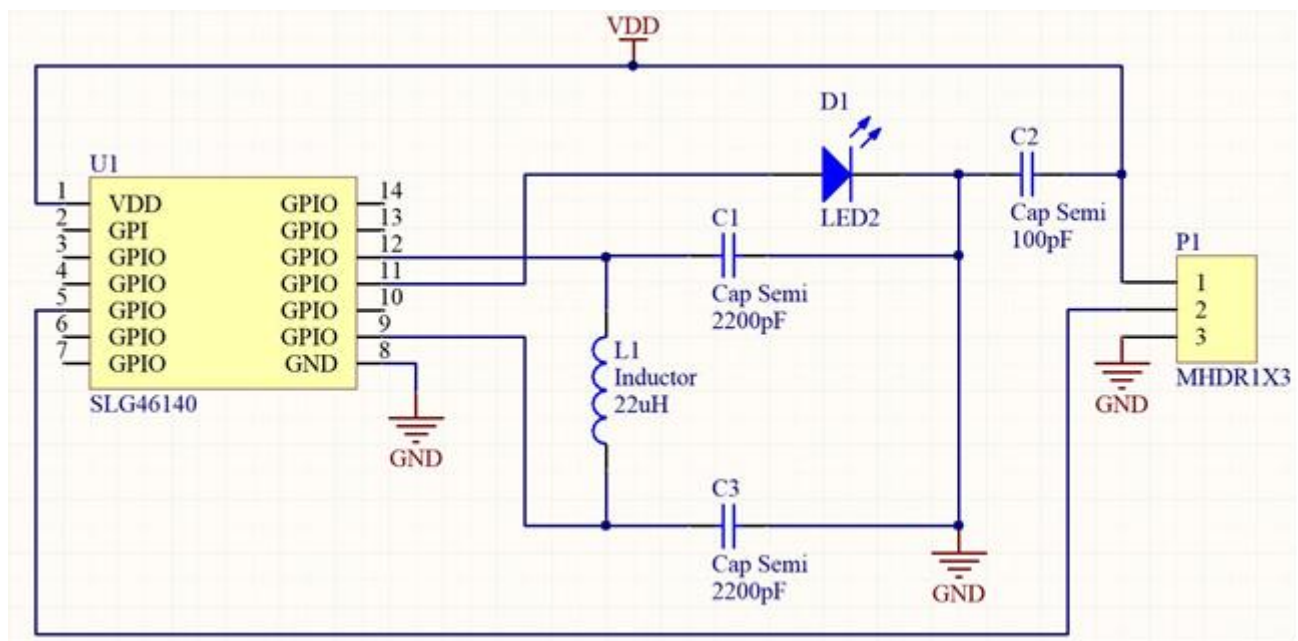 VDD
D1
U1
C2
1
VDD
GPIO
14
2
GPI
GPIO
13
LED2
C1
Cap Semi
100pF
P1
3
GPIO
GPIO
12
4
GPIO
GPIO
11
1
5
GPIO
GPIO
10
Cap Semi
2200pF
2
6
GPIO
GPIO
9
3
7
GPIO
GND
8
L1
Inductor
22uH
MHDR1X3
SLG46140
GND
GND
C3
Cap Semi
2200pF
GND